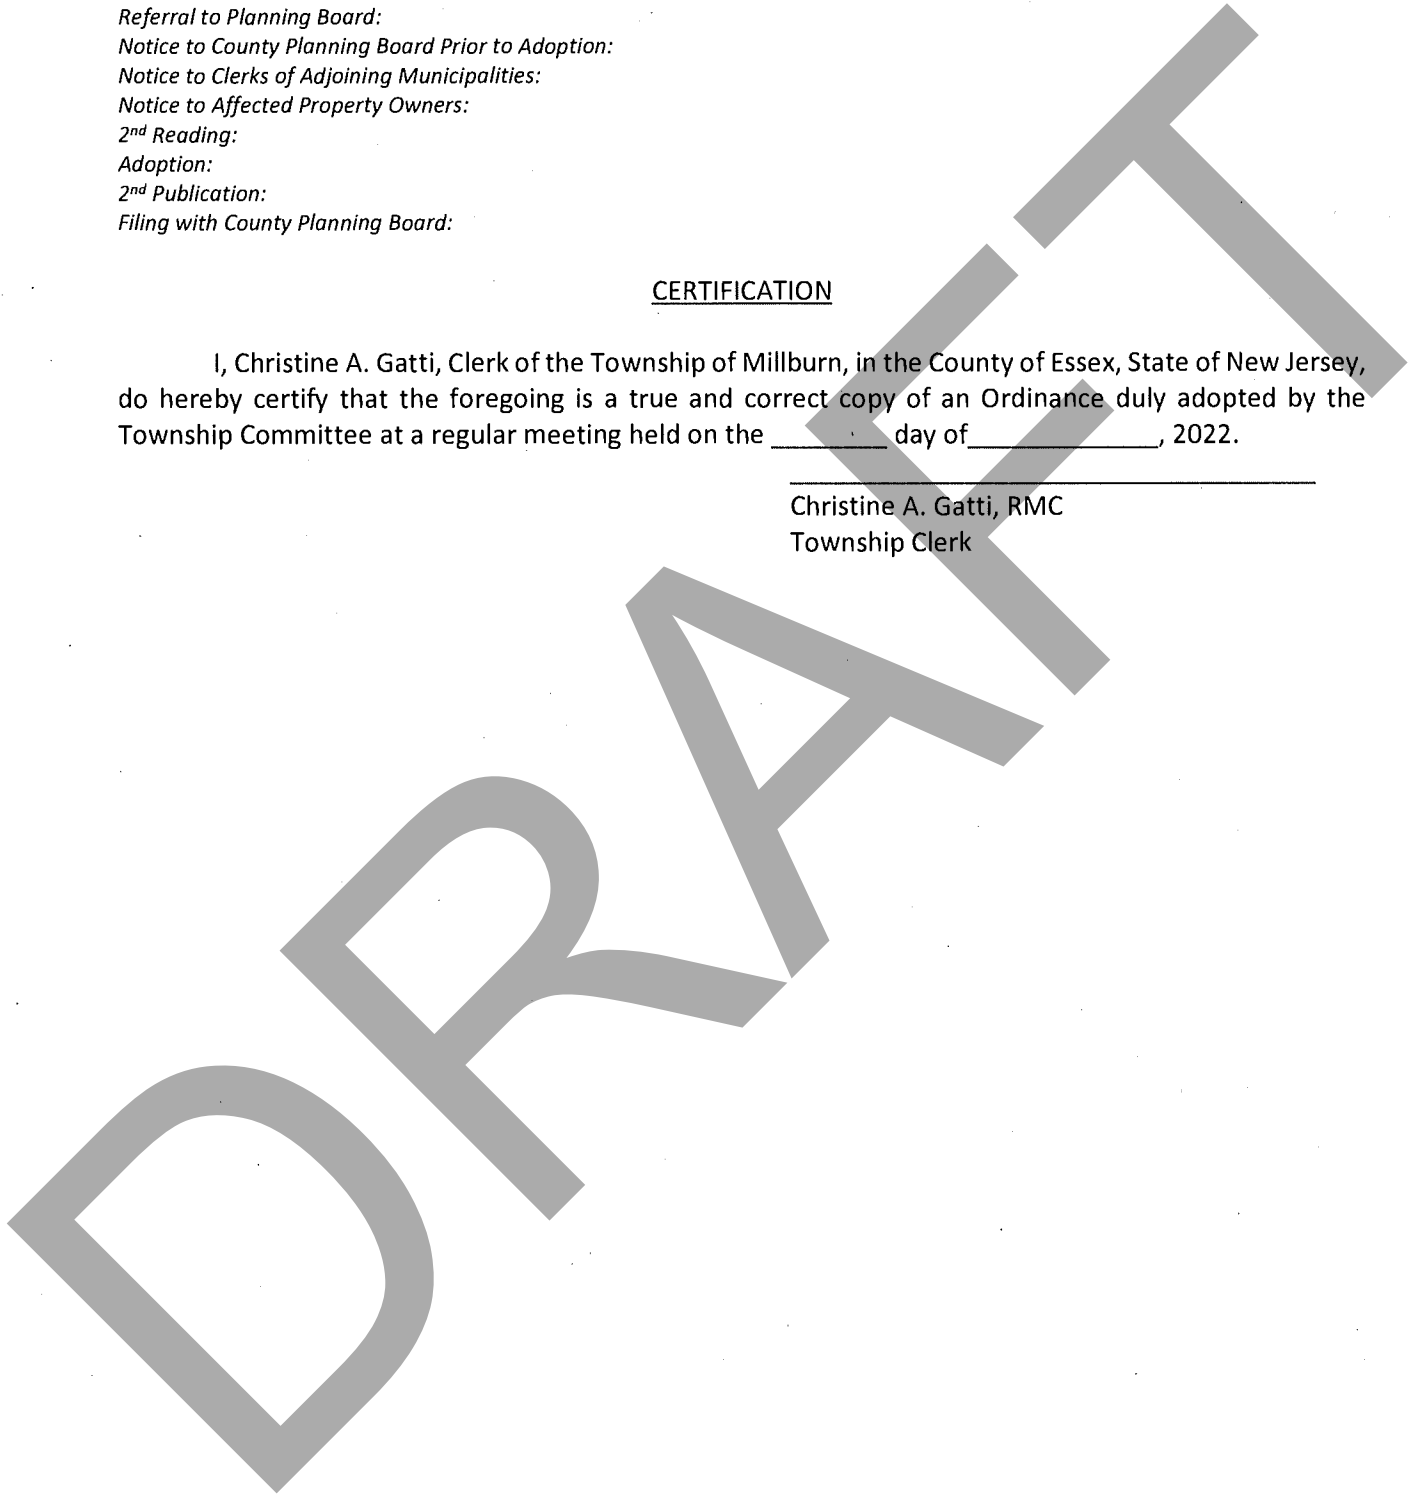 Referral to Planning Board:
Notice to County Planning Board Prior to Adoption:
Notice to Clerks of Adjoining Municipalities:
Notice to Affected Property Owners:
2nd Reading:
Adoption:
2nd Publication:
Filing with County Planning Board:
CERTIFICATION
I, Christine A. Gatti, Clerk of the Township of Millburn, in the County of Essex, State of New Jersey,
do hereby certify that the foregoing is a true and correct copy of an Ordinance duly adopted by the
Township Committee at a regular meeting held on the ________ day of______________, 2022.
Christine A. Gatti, RMC
Township Clerk
DRAFT